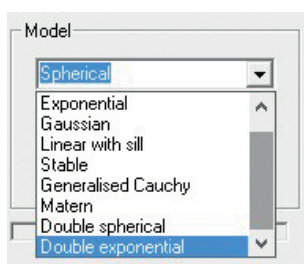 Model
Spherical
Exponential
Gaussian
Linear with sill
Stable
Generalised Cauchy
Matern
Double spherical
Double exponential